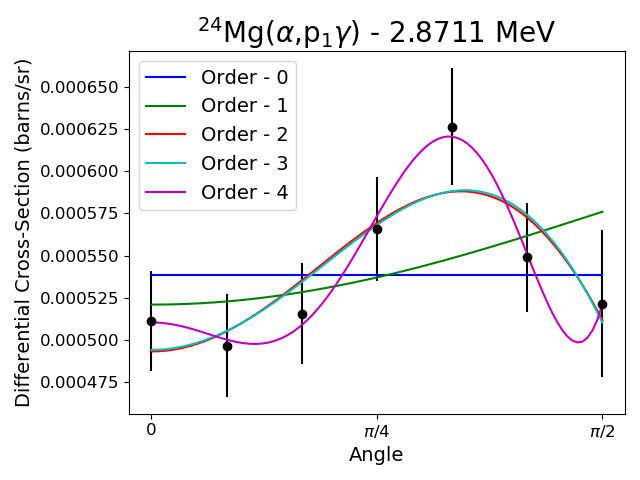 ²⁴Mg(α,p₁γ) - 2.8711 MeV
Differential Cross-Section (barns/sr)
0.000650
0.000625
0.000600
0.000575
0.000550
0.000525
0.000500
0.000475
Order - 0
Order - 1
Order - 2
Order - 3
Order - 4
0 π/4 π/2
Angle